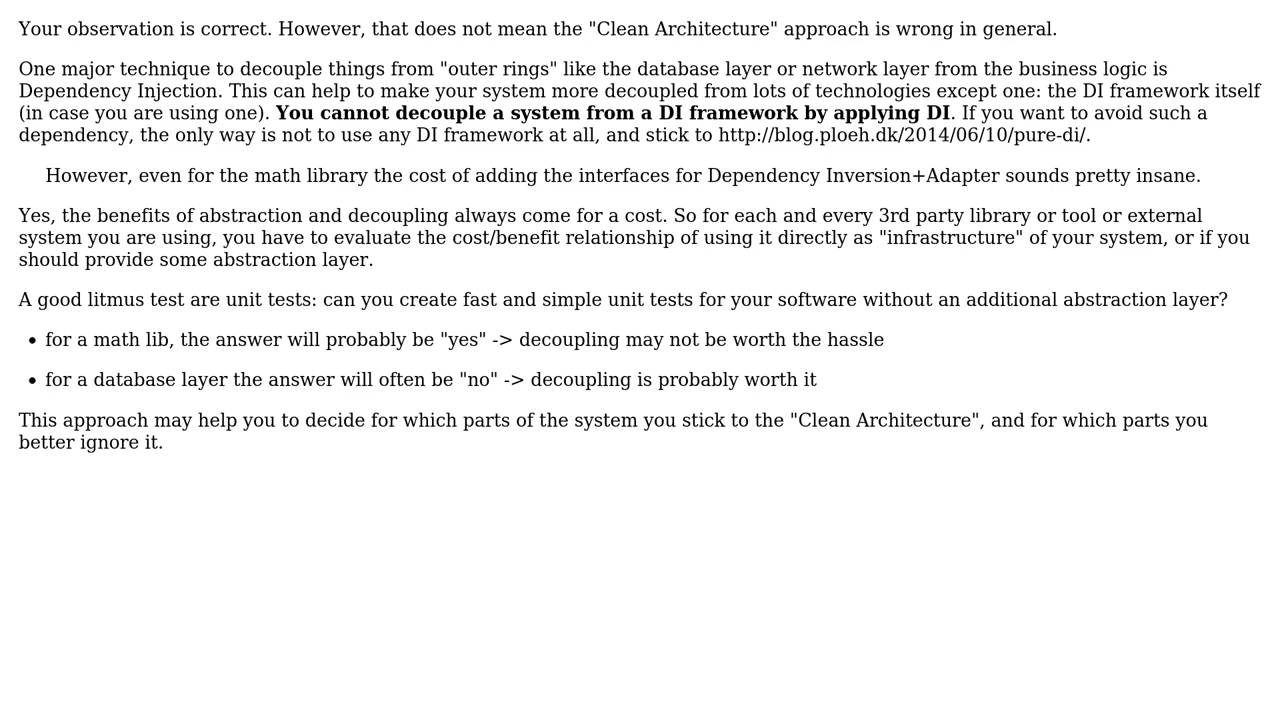 Your observation is correct. However, that does not mean the "Clean Architecture" approach is wrong in general.
One major technique to decouple things from "outer rings" like the database layer or network layer from the business logic is
Dependency Injection. This can help to make your system more decoupled from lots of technologies except one: the DI framework itself
(in case you are using one). You cannot decouple a system from a DI framework by applying DI. If you want to avoid such a
dependency, the only way is not to use any DI framework at all, and stick to http://blog.ploeh.dk/2014/06/10/pure-di/.
However, even for the math library the cost of adding the interfaces for Dependency Inversion+Adapter sounds pretty insane.
Yes, the benefits of abstraction and decoupling always come for a cost. So for each and every 3rd party library or tool or external
system you are using, you have to evaluate the cost/benefit relationship of using it directly as "infrastructure" of your system, or if you
should provide some abstraction layer.
A good litmus test are unit tests: can you create fast and simple unit tests for your software without an additional abstraction layer?
• for a math lib, the answer will probably be "yes" -> decoupling may not be worth the hassle
• for a database layer the answer will often be "no" -> decoupling is probably worth it
This approach may help you to decide for which parts of the system you stick to the "Clean Architecture", and for which parts you
better ignore it.